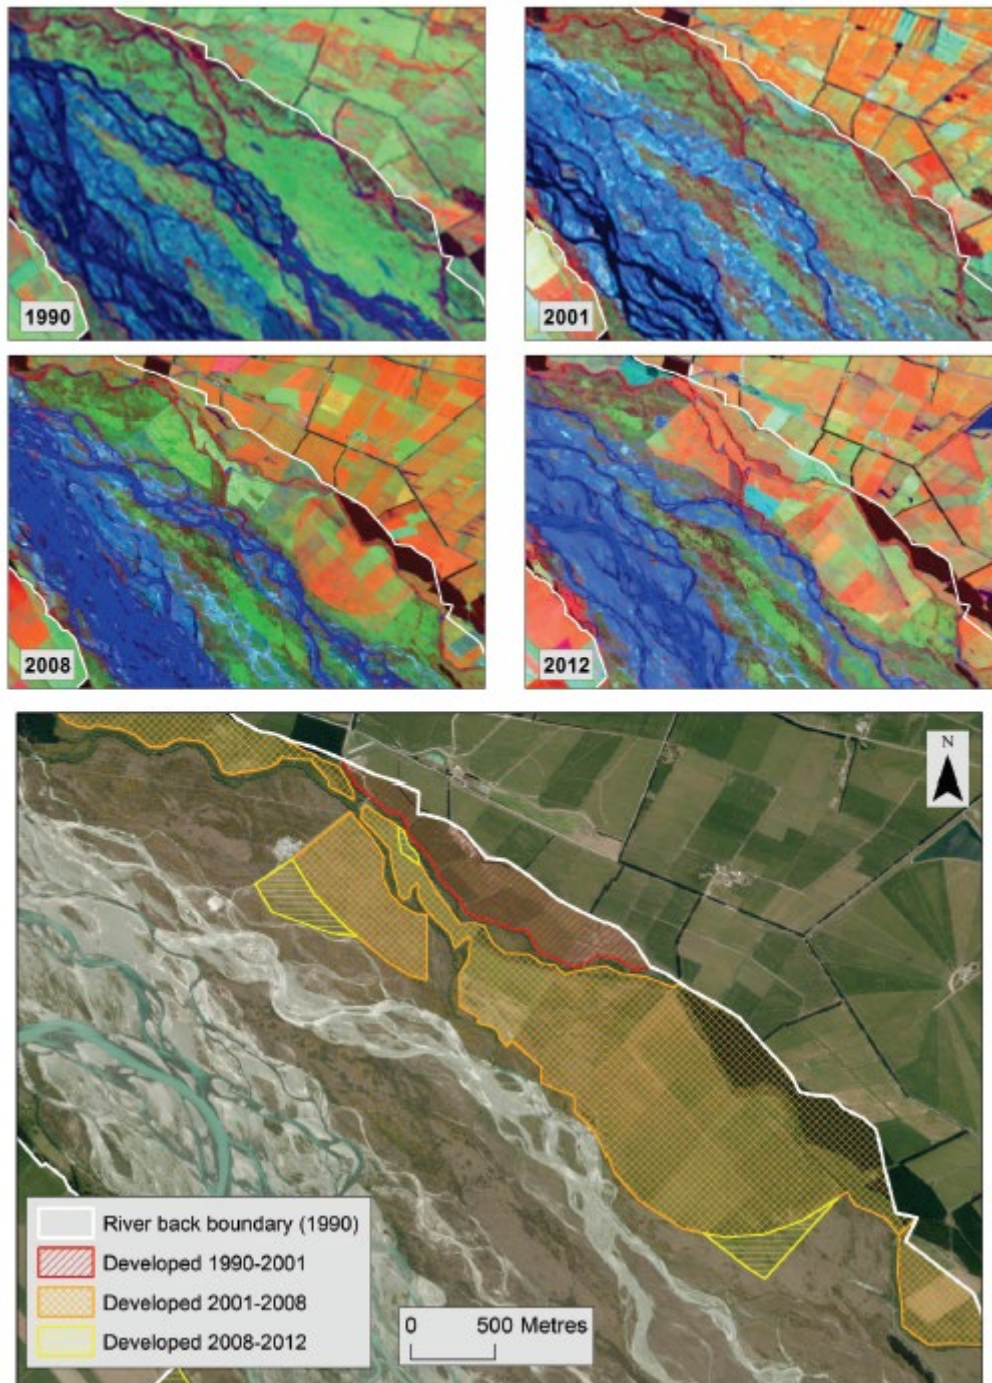 1990
2001
2008
2012
N
River back boundary (1990)
Developed 1990-2001
Developed 2001-2008
Developed 2008-2012
0 500 Metres